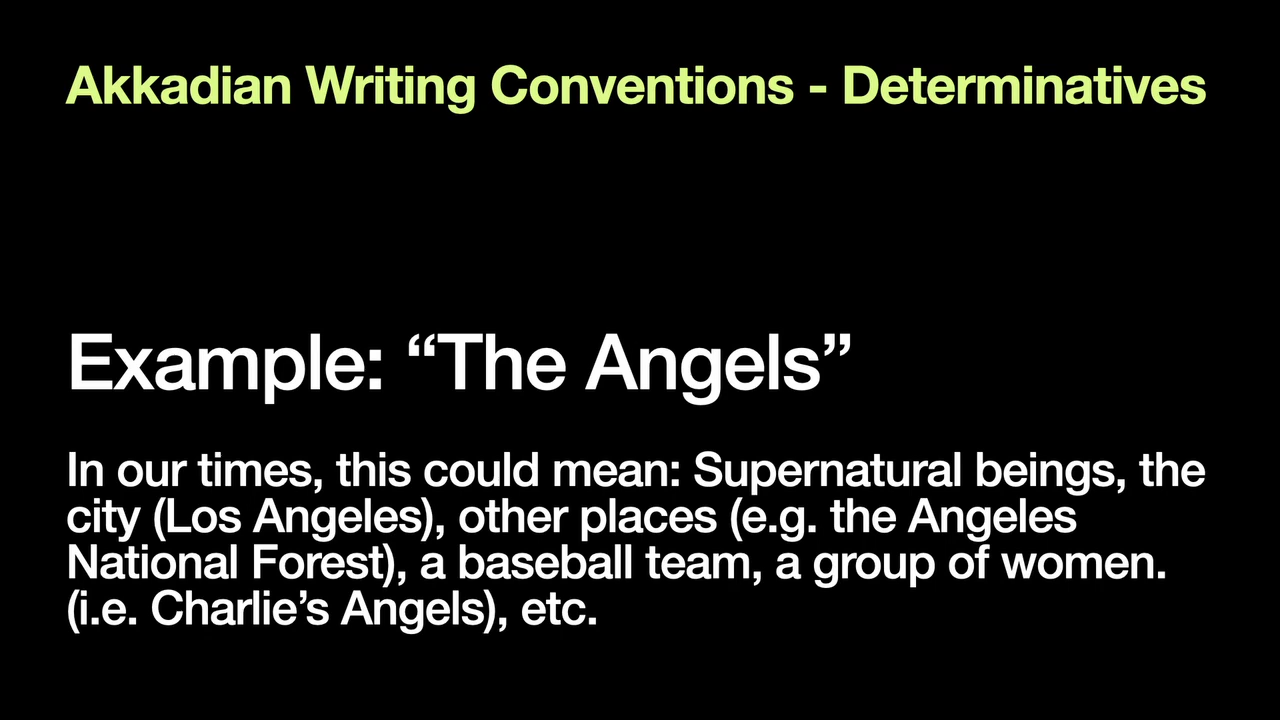 Akkadian Writing Conventions - Determinatives
Example: “The Angels”
In our times, this could mean: Supernatural beings, the
city (Los Angeles), other places (e.g. the Angeles
National Forest), a baseball team, a group of women.
(i.e. Charlie’s Angels), etc.